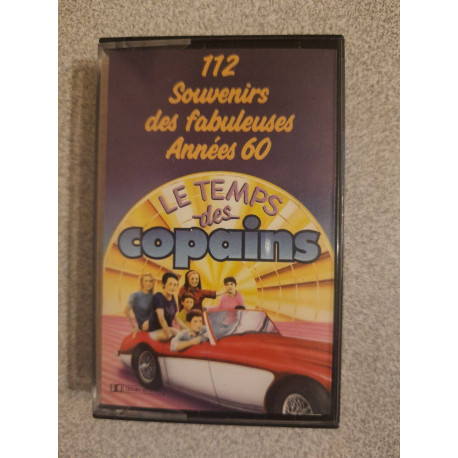 112
Souvenirs
des fabuleuses
Années 60
LE TEMPS
des
copains